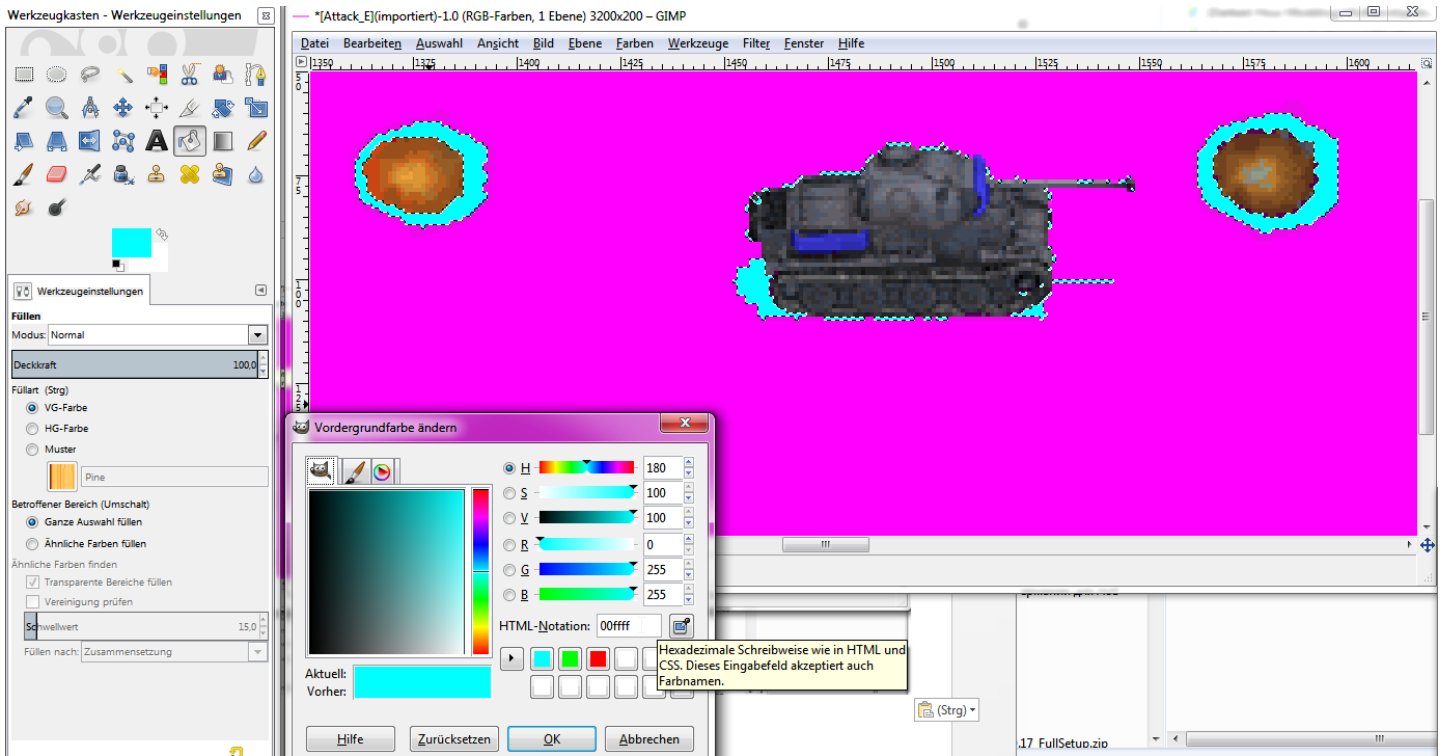 Werkzeugkasten - Werkzeugeinstellungen
*[Attack_E](importiert)-1.0 (RGB-Farben, 1 Ebene) 3200x200 – GIMP
Datei Bearbeiten Auswahl Ansicht Bild Ebene Farben Werkzeuge Filter Fenster Hilfe
1350 1375 1400 1425 1450 1475 1500 1525 1550 1575 1600
Werkzeugeinstellungen
Füllen
Modus: Normal
Deckkraft 100,0
Füllart (Strg)
VG-Farbe
HG-Farbe
Muster
Pine
Betroffener Bereich (Umschalt)
Ganze Auswahl füllen
Ähnliche Farben füllen
Ähnliche Farben finden
Transparente Bereiche füllen
Vereinigung prüfen
Schwellwert 15,0
Füllen nach: Zusammensetzung
Vordergrundfarbe ändern
H 180
S 100
V 100
R 0
G 255
B 255
HTML-Notation: 00ffff
Hexadezimale Schreibweise wie in HTML und
CSS. Dieses Eingabefeld akzeptiert auch
Farbnamen.
Aktuell:
Vorher:
Hilfe Zurücksetzen OK Abbrechen
(Strg)
.17_FullSetup.zip